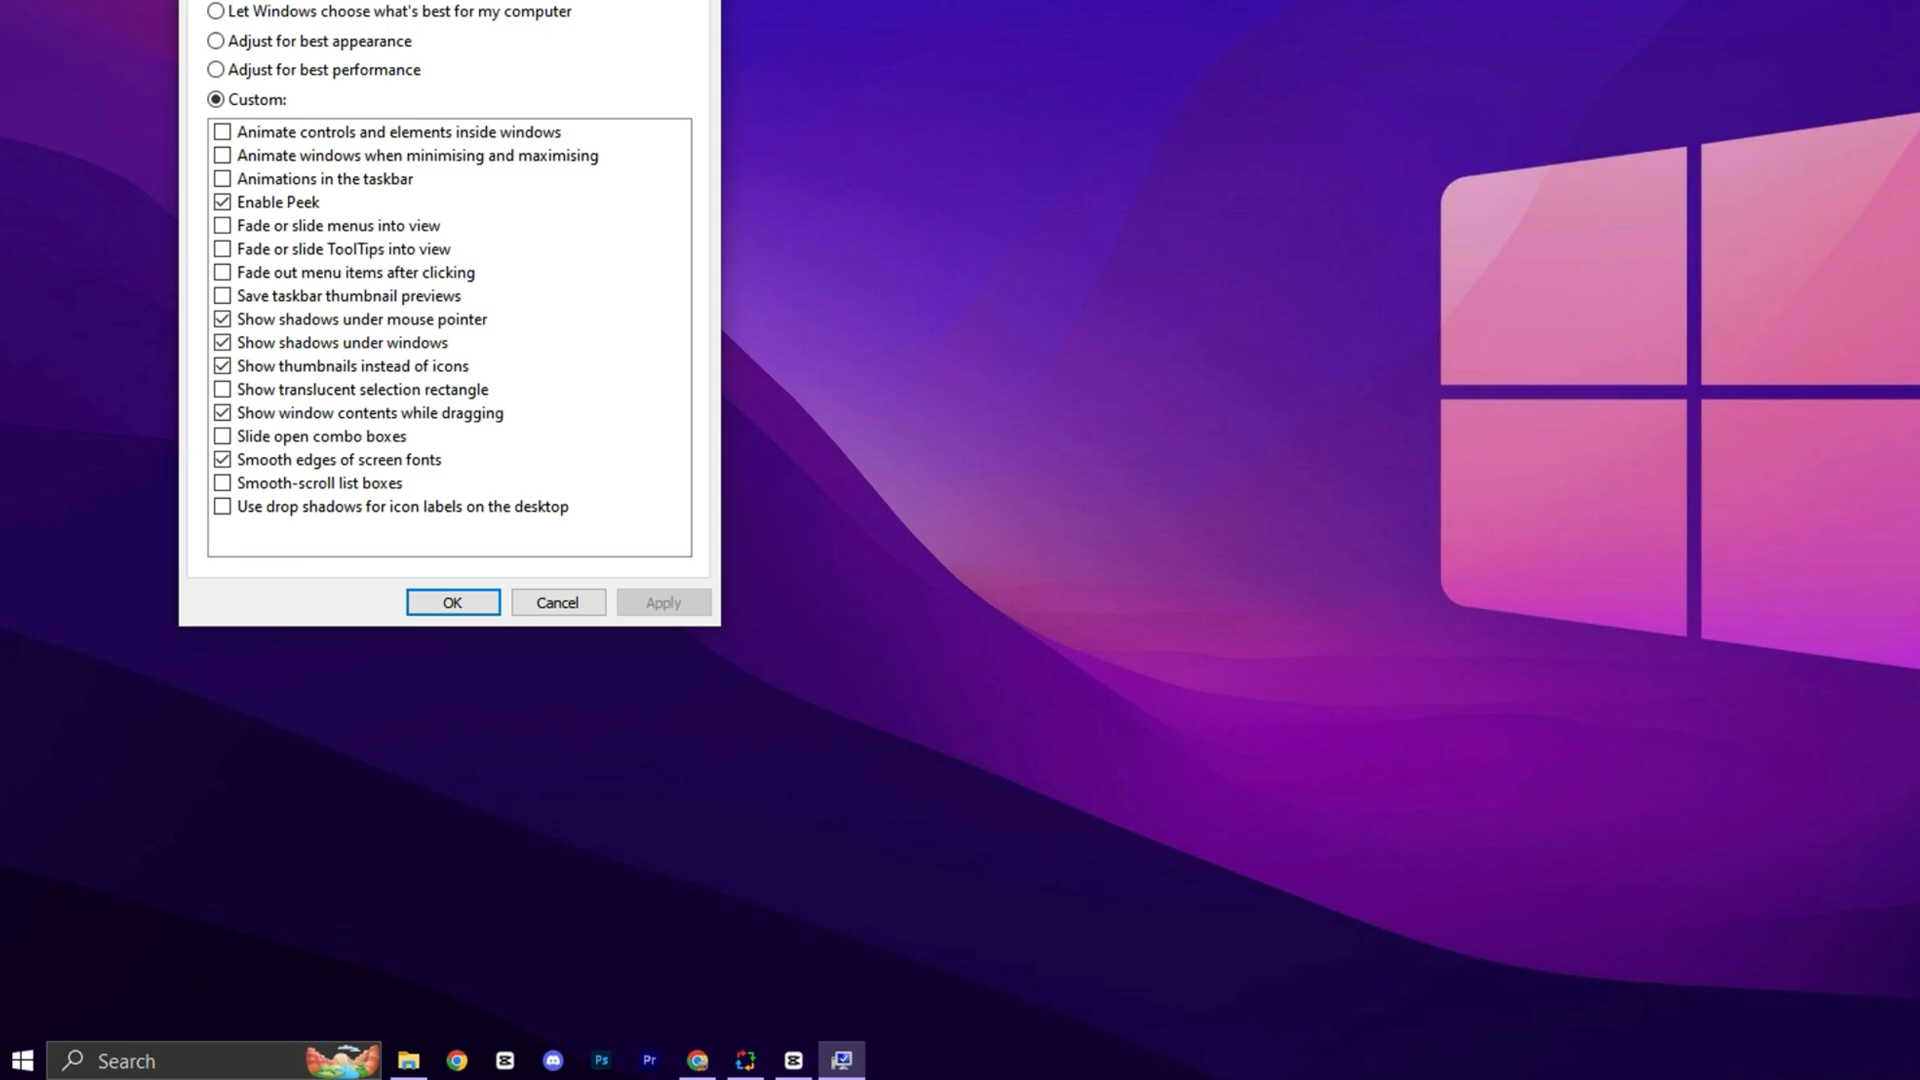 Let Windows choose what's best for my computer
Adjust for best appearance
Adjust for best performance
Custom:
Animate controls and elements inside windows
Animate windows when minimising and maximising
Animations in the taskbar
Enable Peek
Fade or slide menus into view
Fade or slide ToolTips into view
Fade out menu items after clicking
Save taskbar thumbnail previews
Show shadows under mouse pointer
Show shadows under windows
Show thumbnails instead of icons
Show translucent selection rectangle
Show window contents while dragging
Slide open combo boxes
Smooth edges of screen fonts
Smooth-scroll list boxes
Use drop shadows for icon labels on the desktop
OK Cancel Apply
Search Ps Pr